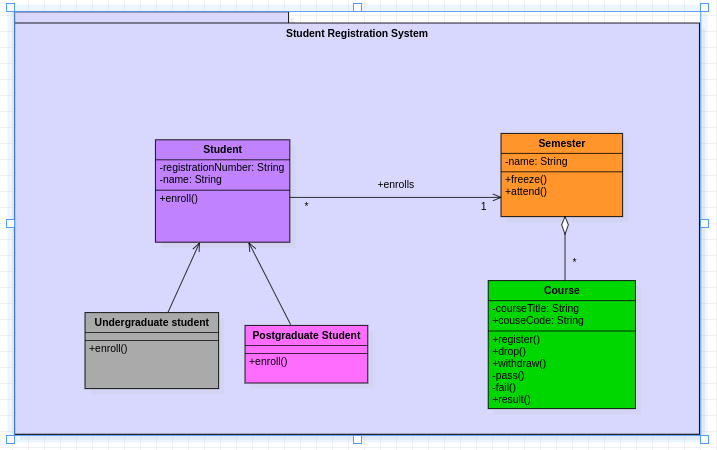 Student Registration System
Student
-registrationNumber: String
-name: String
+enroll()
+enrolls
*
1
Semester
-name: String
+freeze()
+attend()
*
Course
-courseTitle: String
+couseCode: String
+register()
+drop()
+withdraw()
-pass()
-fail()
+result()
Undergraduate student
+enroll()
Postgraduate Student
+enroll()